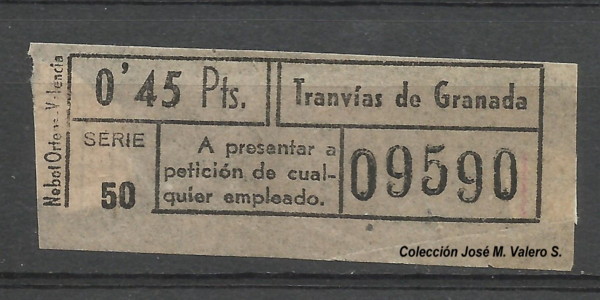 0'45 Pts.
Tranvías de Granada
SERIE
50
A presentar a
petición de cual-
quier empleado.
09590
Nebot Ortega. Valencia
Colección José M. Valero S.